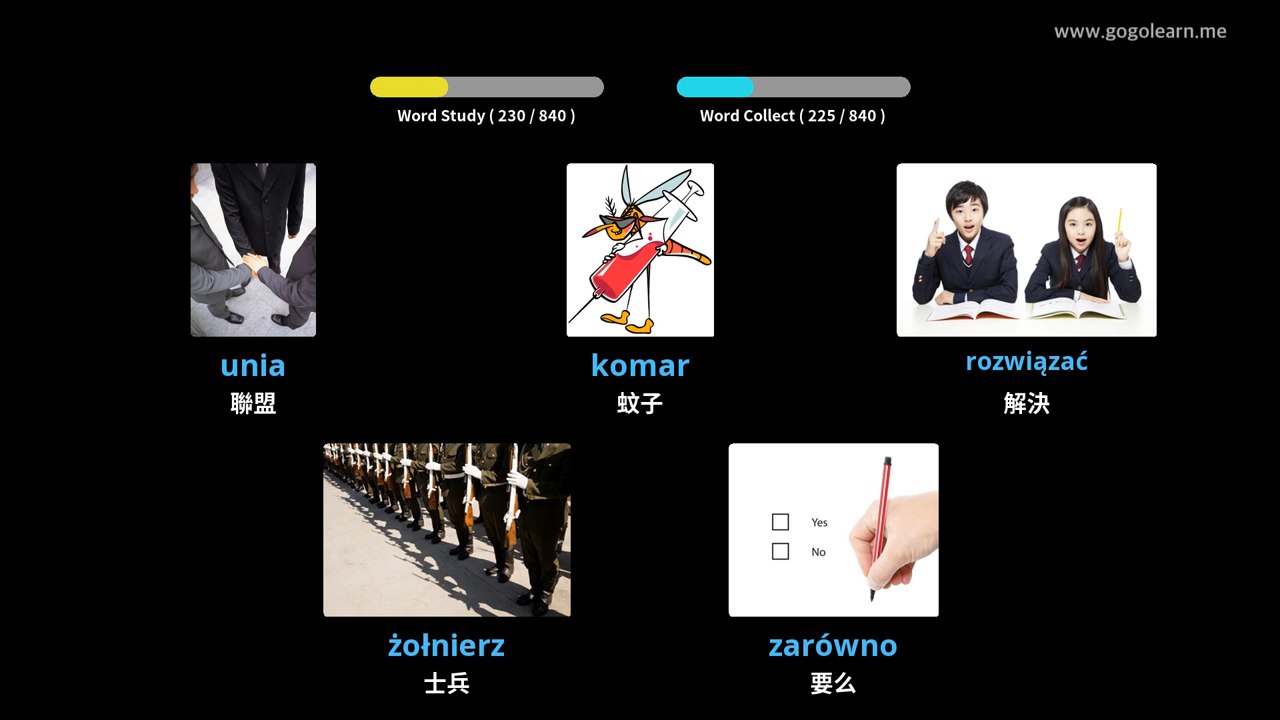 www.gogolearn.me
Word Study ( 230 / 840 )
Word Collect ( 225 / 840 )
unia
聯盟
komar
蚊子
rozwiązać
解決
żołnierz
士兵
Yes
No
zarówno
要么